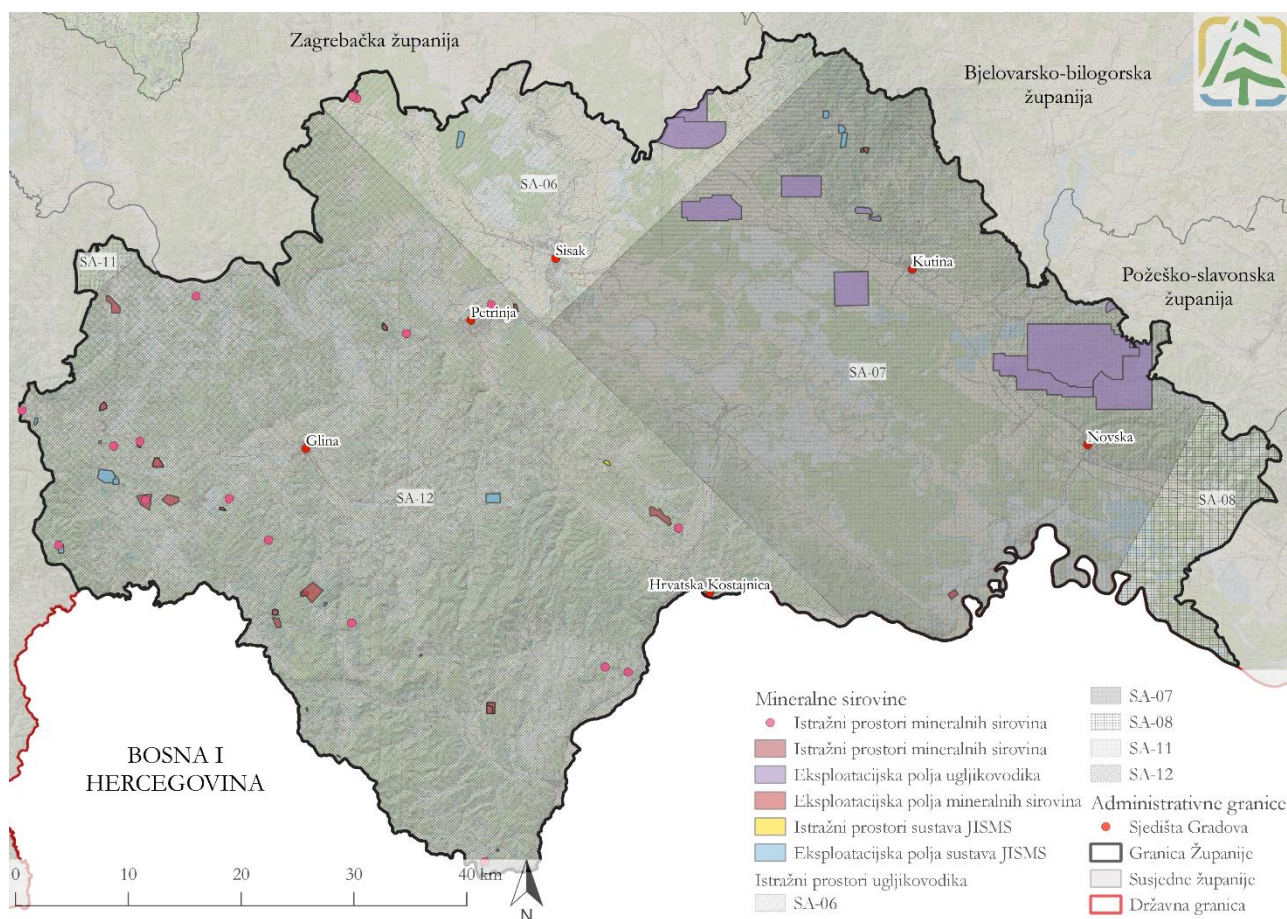 Zagrebačka županija
Bjelovarsko-bilogorska
županija
SA-06
SA-11
Sisak
Kutina
Požeško-slavonska
županija
Petrinja
SA-07
Glina
Novska
SA-12
SA-08
Hrvatska Kostajnica
BOSNA I
HERCEGOVINA
Mineralne sirovine
Istražni prostori mineralnih sirovina
Istražni prostori mineralnih sirovina
Eksploatacijska polja ugljikovodika
Eksploatacijska polja mineralnih sirovina
Istražni prostori sustava JISMS
Eksploatacijska polja sustava JISMS
Istražni prostori ugljikovodika
SA-06
SA-07
SA-08
SA-11
SA-12
Administrativne granice
Sjedišta Gradova
Granica Županije
Susjedne županije
Državna granica
0 10 20 30 40 km
N